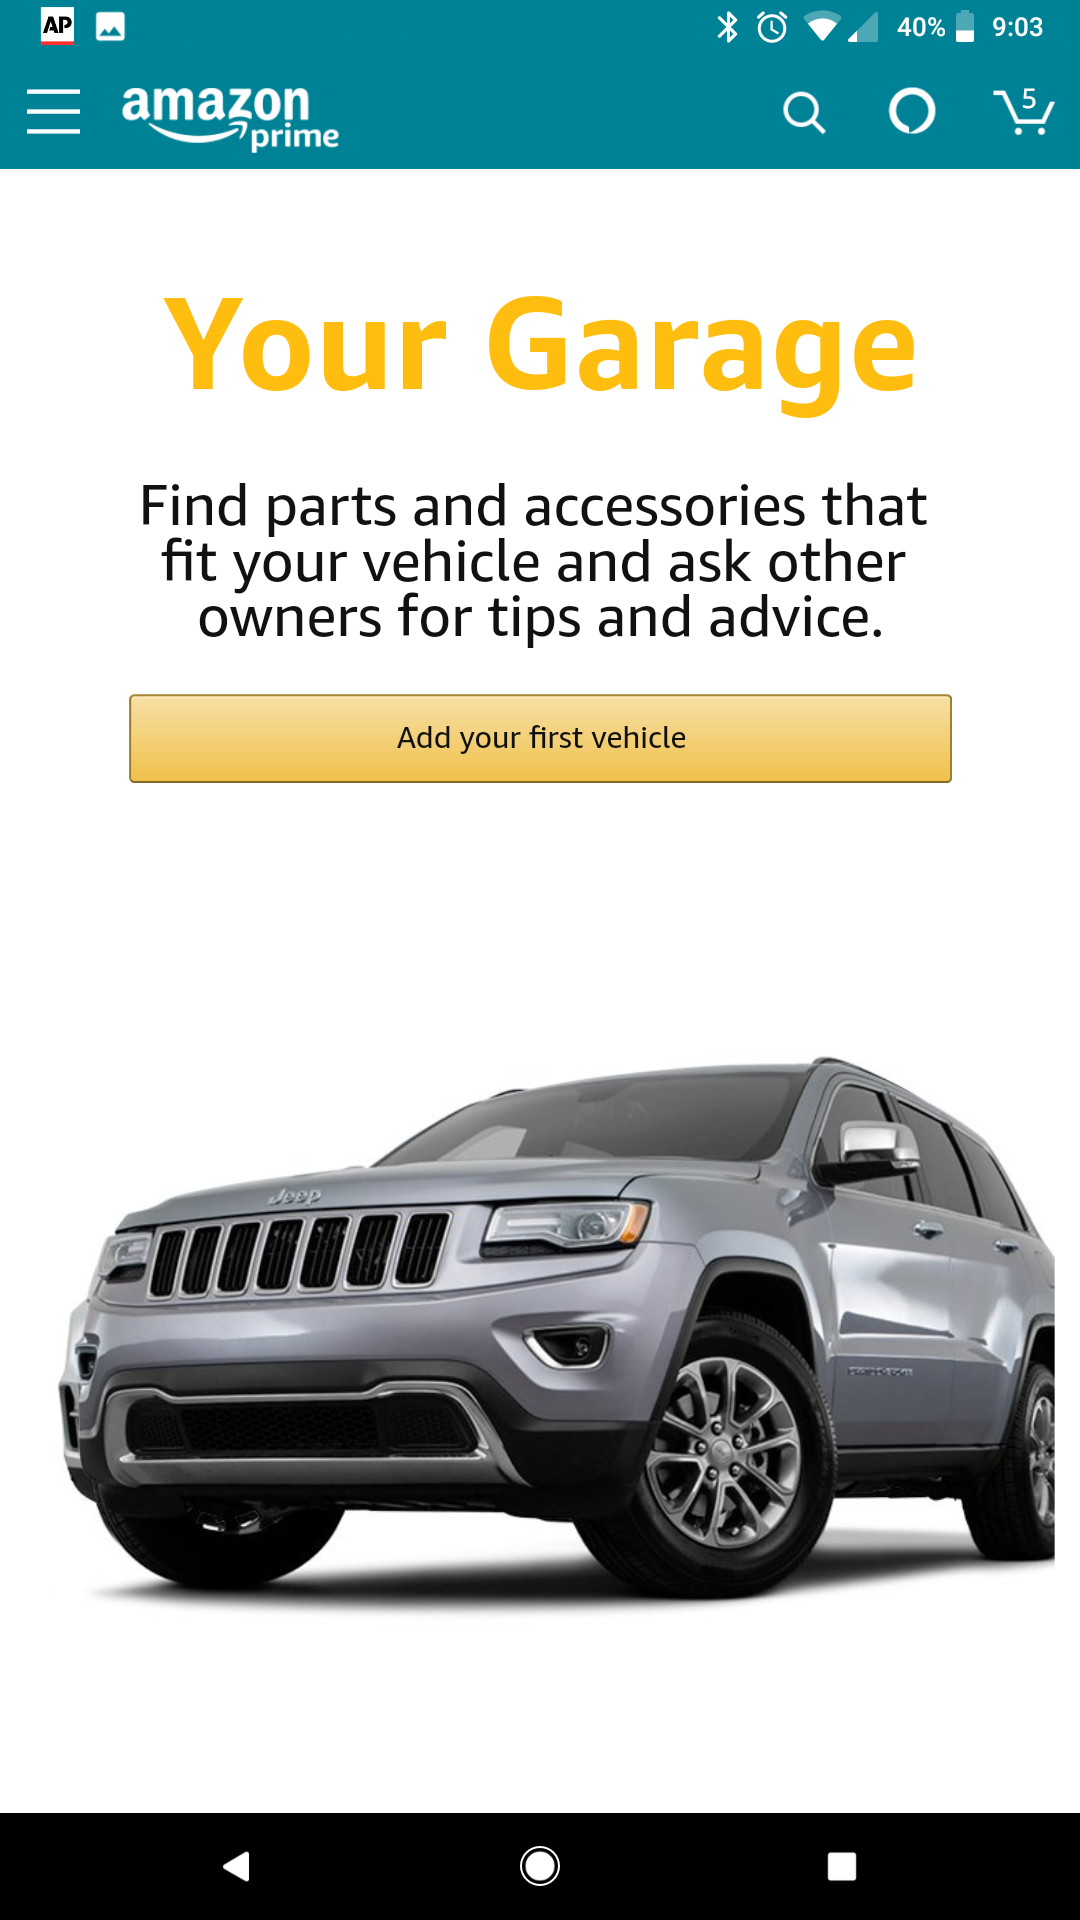 AP 40% 9:03
amazon prime 5
Your Garage
Find parts and accessories that
fit your vehicle and ask other
owners for tips and advice.
Add your first vehicle
Jeep